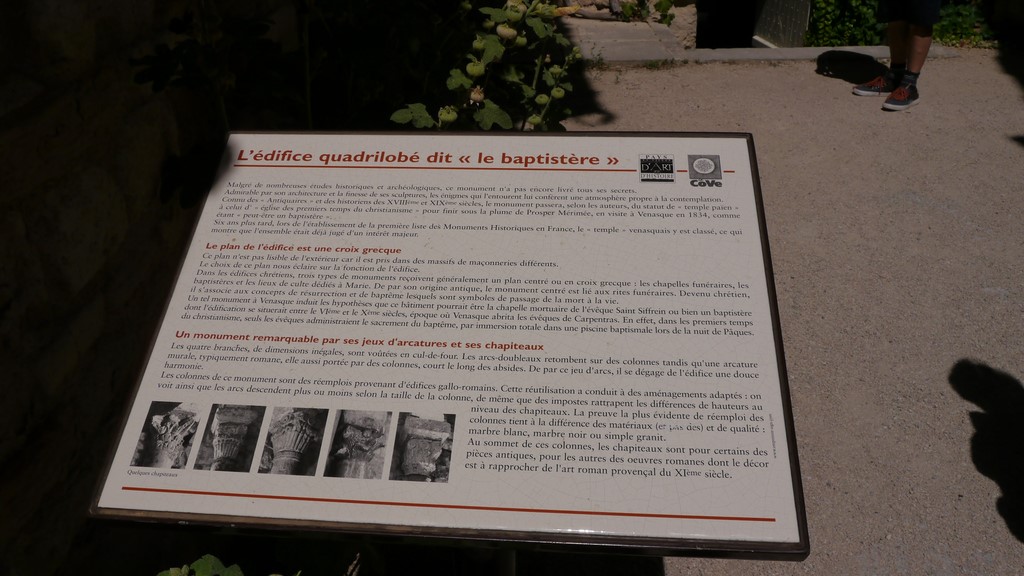 L'édifice quadrilobé dit « le baptistère »
PAYS
D'ART
D'HISTOIRE
CoVe
Malgré de nombreuses études historiques et archéologiques, ce monument n'a pas encore livré tous ses secrets.
Admirable par son architecture et la finesse de ses sculptures, les énigmes qui l'entourent lui confèrent une atmosphère propre à la contemplation.
Connu des « Antiquaires » et des historiens des XVIIIème et XIXème siècles, le monument passera, selon les auteurs, du statut de « temple païen »
à celui d' « église des premiers temps du christianisme » pour finir sous la plume de Prosper Mérimée, en visite à Venasque en 1834, comme
étant « peut-être un baptistère »...
Six ans plus tard, lors de l'établissement de la première liste des Monuments Historiques en France, le « temple » venasquais y est classé, ce qui
montre que l'ensemble était déjà jugé d'un intérêt majeur.
Le plan de l'édifice est une croix grecque
Ce plan n'est pas lisible de l'extérieur car il est pris dans des massifs de maçonneries différents.
Le choix de ce plan nous éclaire sur la fonction de l'édifice.
Dans les édifices chrétiens, trois types de monuments reçoivent généralement un plan centré ou en croix grecque : les chapelles funéraires, les
baptistères et les lieux de culte dédiés à Marie. De par son origine antique, le monument centré est lié aux rites funéraires. Devenu chrétien,
il s'associe aux concepts de résurrection et de baptême lesquels sont symboles de passage de la mort à la vie.
Un tel monument à Venasque induit les hypothèses que ce bâtiment pourrait être la chapelle mortuaire de l'évêque Saint Siffrein ou bien un baptistère
dont l'édification se situerait entre le VIème et le Xème siècles, époque où Venasque abrita les évêques de Carpentras. En effet, dans les premiers temps
du christianisme, seuls les évêques administraient le sacrement du baptême, par immersion totale dans une piscine baptismale lors de la nuit de Pâques.
Un monument remarquable par ses jeux d'arcatures et ses chapiteaux
Les quatre branches, de dimensions inégales, sont voûtées en cul-de-four. Les arcs-doubleaux retombent sur des colonnes tandis qu'une arcature
murale, typiquement romane, elle aussi portée par des colonnes, court le long des absides. De par ce jeu d'arcs, il se dégage de l'édifice une douce
harmonie.
Les colonnes de ce monument sont des réemplois provenant d'édifices gallo-romains. Cette réutilisation a conduit à des aménagements adaptés : on
voit ainsi que les arcs descendent plus ou moins selon la taille de la colonne, de même que des impostes rattrapent les différences de hauteurs au
niveau des chapiteaux. La preuve la plus évidente de réemploi des
colonnes tient à la différence des matériaux (et pas des) et de qualité :
marbre blanc, marbre noir ou simple granit.
Au sommet de ces colonnes, les chapiteaux sont pour certains des
pièces antiques, pour les autres des oeuvres romanes dont le décor
est à rapprocher de l'art roman provençal du XIème siècle.
Quelques chapiteaux